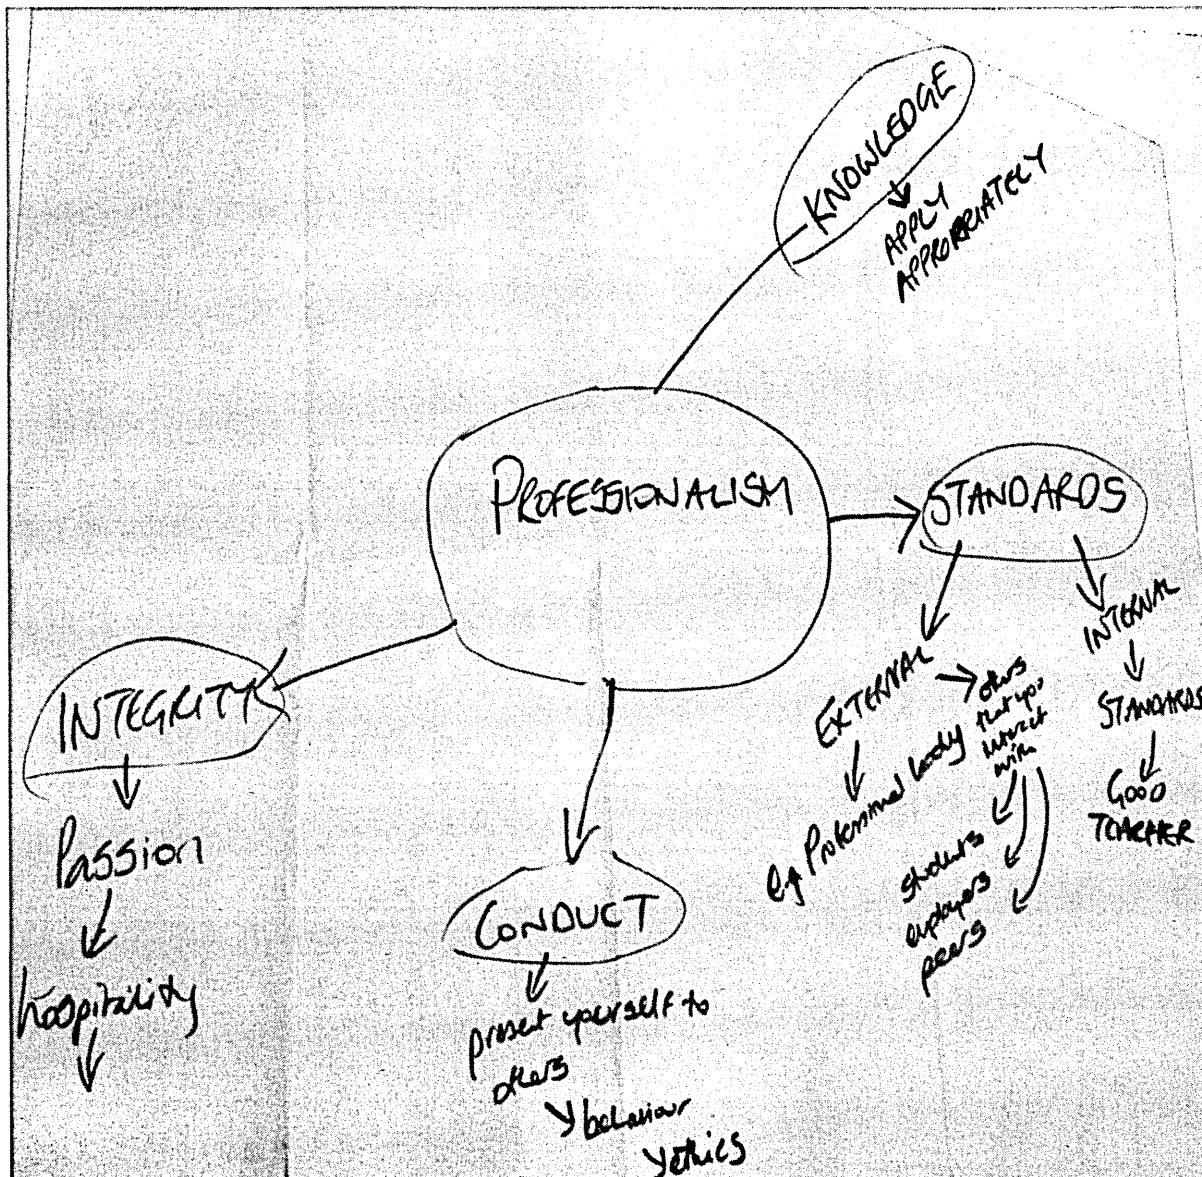 KNOWLEDGE
APPLY
APPROPRIATELY
PROFESSIONALISM
STANDARDS
INTERNAL
STANDARDS
GOOD
TEACHER
EXTERNAL
others
that you
interact
with
e.g. Professional body
students
employers
peers
INTEGRITY
Passion
hospitality
CONDUCT
present yourself to
others
behaviour
ethics